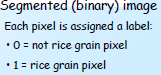 Segmented (binary) image
Each pixel is assigned a label:
• 0 = not rice grain pixel
• 1 = rice grain pixel